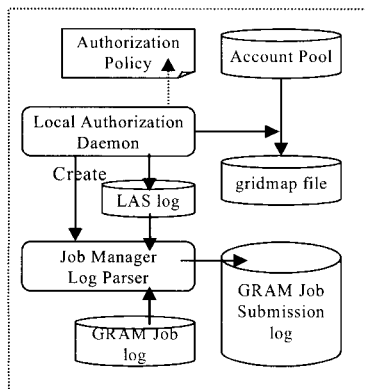 Authorization
Policy
Account Pool
Local Authorization
Daemon
Create
LAS log
gridmap file
Job Manager
Log Parser
GRAM Job
Submission
log
GRAM Job
log